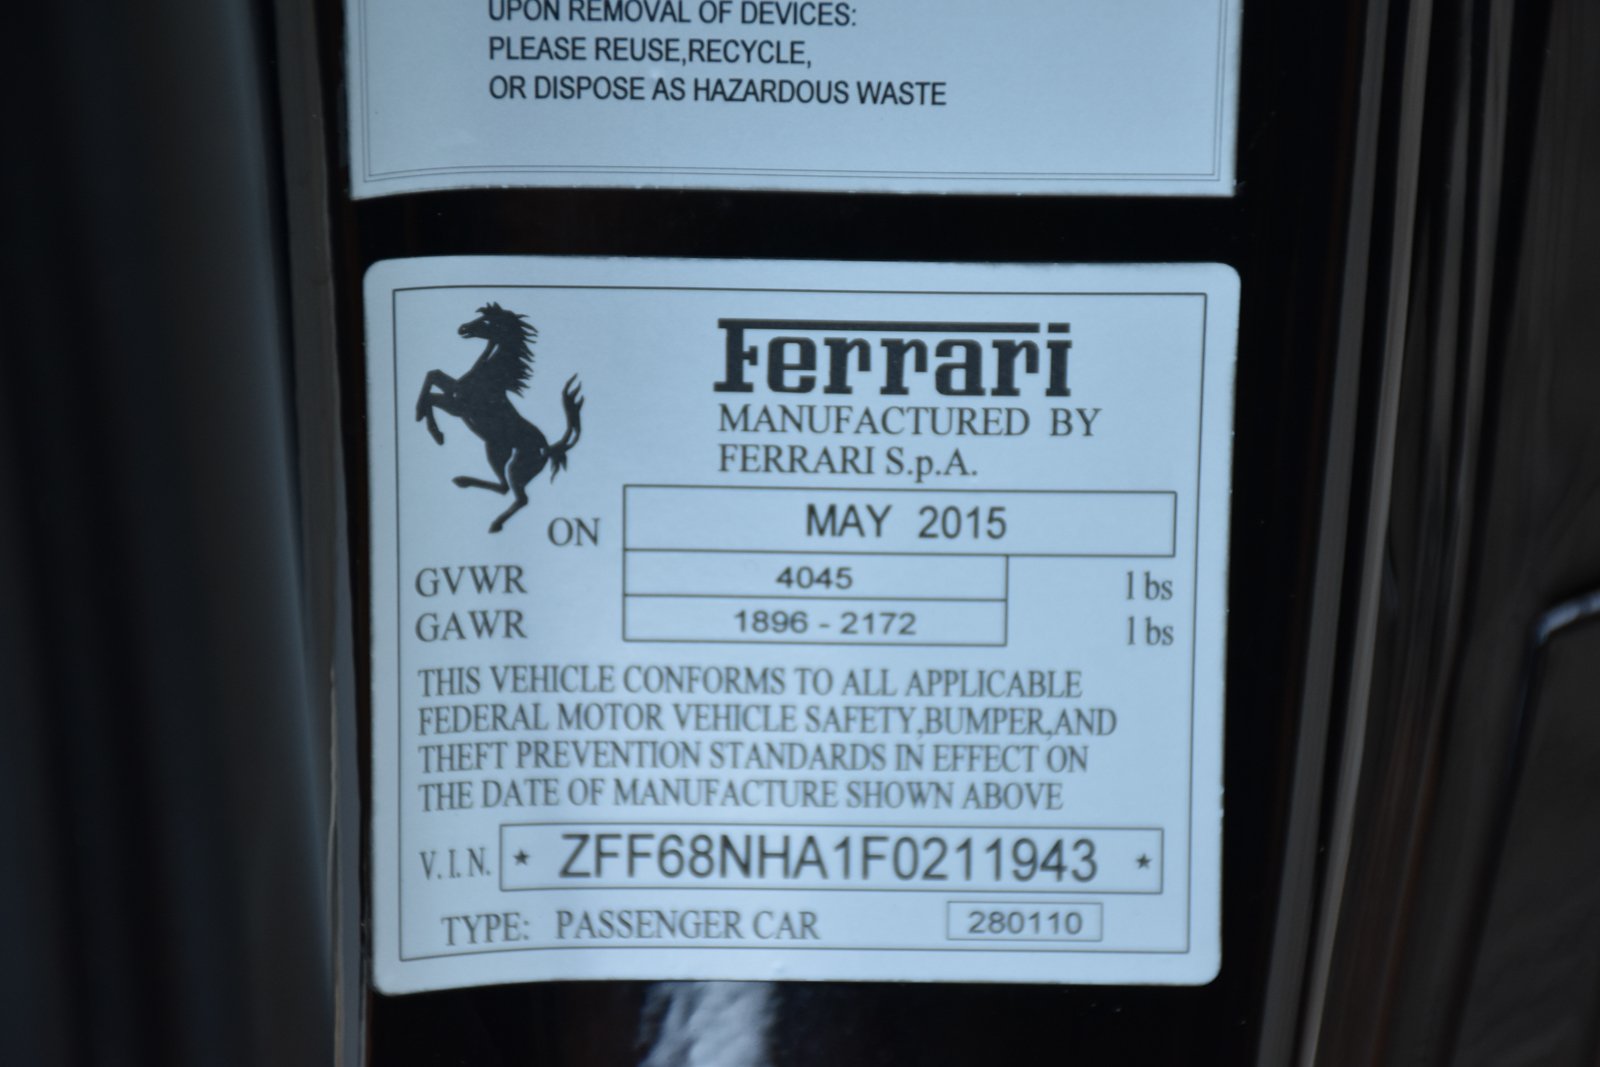 UPON REMOVAL OF DEVICES:
PLEASE REUSE,RECYCLE,
OR DISPOSE AS HAZARDOUS WASTE
Ferrari
MANUFACTURED BY
FERRARI S.p.A.
ON MAY 2015
GVWR 4045 lbs
GAWR 1896 - 2172 lbs
THIS VEHICLE CONFORMS TO ALL APPLICABLE
FEDERAL MOTOR VEHICLE SAFETY,BUMPER,AND
THEFT PREVENTION STANDARDS IN EFFECT ON
THE DATE OF MANUFACTURE SHOWN ABOVE
V.I.N. * ZFF68NHA1F0211943 *
TYPE: PASSENGER CAR 280110